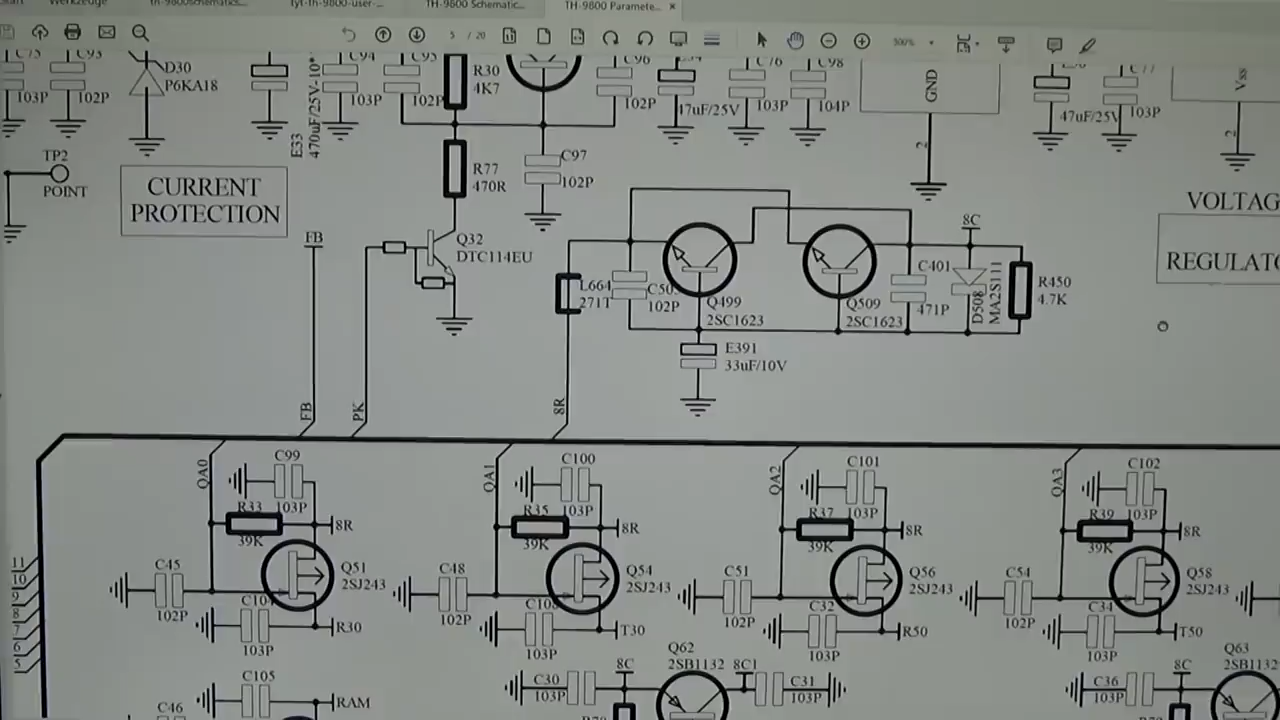 TH-9800 Schematic...
TH-9800 Paramete... ×
5 / 20
C93
C94
C95
R30
4K7
C96
C76
C98
D30
P6KA18
103P
102P
E33
470uF/25V-10*
103P
102P
102P
47uF/25V
103P
104P
GND
2
47uF/25V
103P
Vss
2
TP2
POINT
CURRENT
PROTECTION
R77
470R
C97
102P
FB
Q32
DTC114EU
8C
VOLTAG
REGULATO
L664
271T
102P
Q499
2SC1623
Q509
2SC1623
C401
471P
D508
MA2S111
R450
4.7K
E391
33uF/10V
FB
PK
8R
QA0
C99
103P
R33
39K
8R
Q51
2SJ243
C45
102P
103P
R30
QA1
C100
103P
R35
39K
8R
Q54
2SJ243
C48
102P
103P
T30
QA2
C101
103P
R37
39K
8R
Q56
2SJ243
C51
102P
C32
103P
R50
QA3
C102
103P
R39
39K
8R
Q58
2SJ243
C54
102P
C34
103P
T50
11
10
9
8
7
6
5
C105
RAM
C46
C30
103P
8C
Q62
2SB1132
8C1
C31
103P
C36
103P
8C
Q63
2SB1132